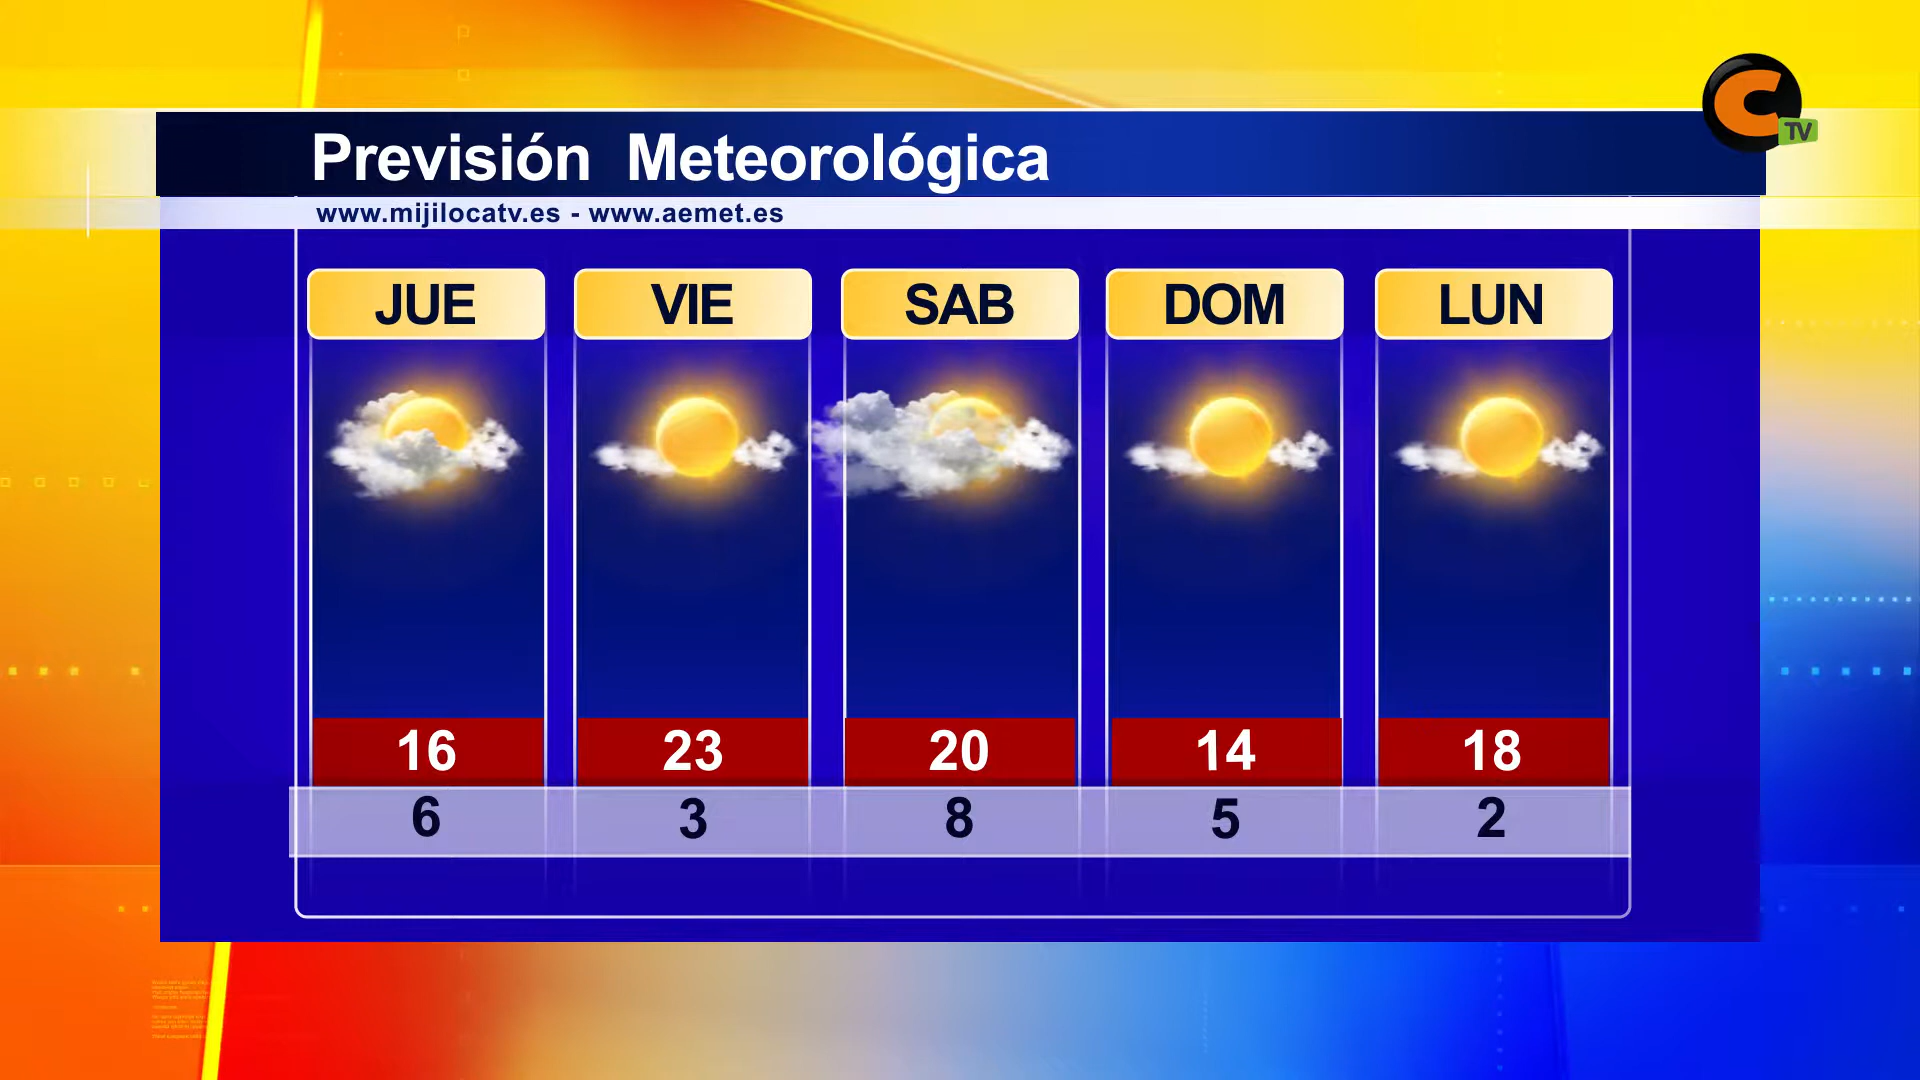 C
TV
Previsión Meteorológica
www.mijilocatv.es - www.aemet.es
JUE VIE SAB DOM LUN
16 23 20 14 18
6 3 8 5 2